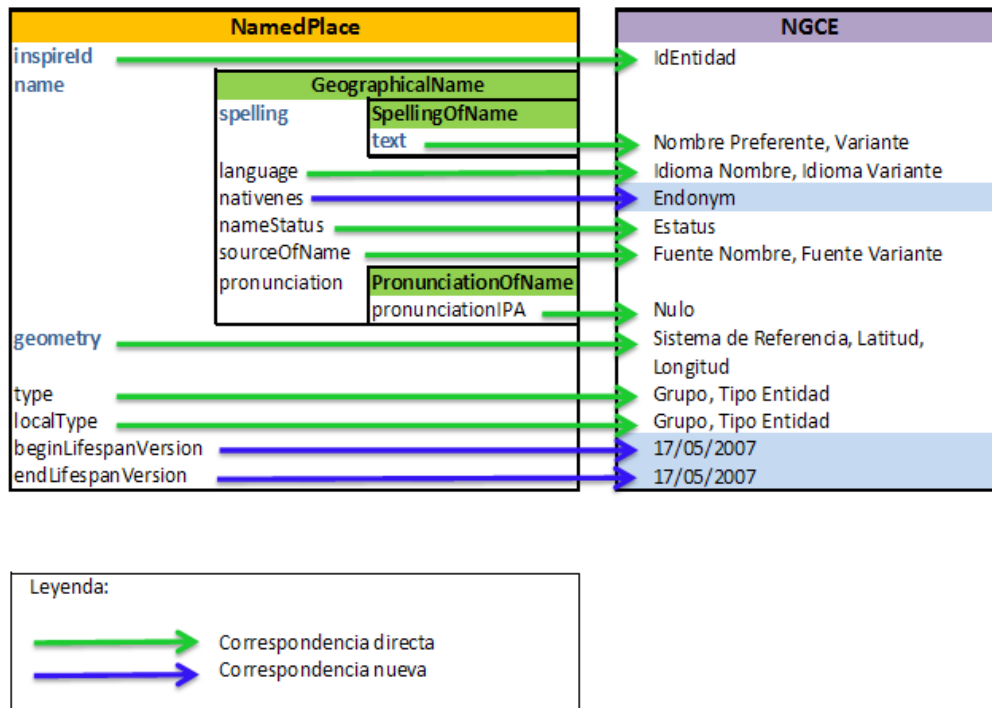 NamedPlace NGCE
inspireId IdEntidad
name GeographicalName
spelling SpellingOfName
text Nombre Preferente, Variante
language Idioma Nombre, Idioma Variante
nativenes Endonym
nameStatus Estatus
sourceOfName Fuente Nombre, Fuente Variante
pronunciation PronunciationOfName
pronunciationIPA Nulo
geometry Sistema de Referencia, Latitud,
Longitud
type Grupo, Tipo Entidad
localType Grupo, Tipo Entidad
beginLifespanVersion 17/05/2007
endLifespanVersion 17/05/2007
Leyenda:
Correspondencia directa
Correspondencia nueva